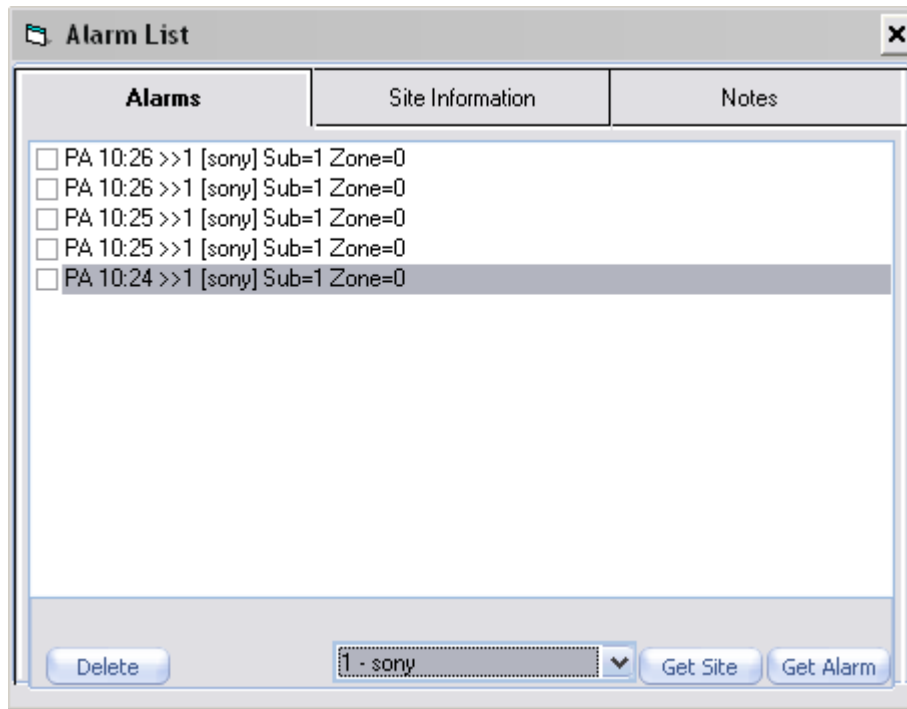 Alarm List
Alarms Site Information Notes
PA 10:26 >>1 [sony] Sub=1 Zone=0
PA 10:26 >>1 [sony] Sub=1 Zone=0
PA 10:25 >>1 [sony] Sub=1 Zone=0
PA 10:25 >>1 [sony] Sub=1 Zone=0
PA 10:24 >>1 [sony] Sub=1 Zone=0
Delete 1 - sony Get Site Get Alarm